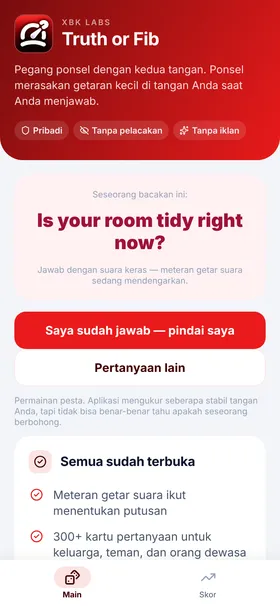 XBK LABS
Truth or Fib
Pegang ponsel dengan kedua tangan. Ponsel
merasakan getaran kecil di tangan Anda saat
Anda menjawab.
Pribadi
Tanpa pelacakan
Tanpa iklan
Seseorang bacakan ini:
Is your room tidy right
now?
Jawab dengan suara keras — meteran getar suara
sedang mendengarkan.
Saya sudah jawab — pindai saya
Pertanyaan lain
Permainan pesta. Aplikasi mengukur seberapa stabil tangan
Anda, tapi tidak bisa benar-benar tahu apakah seseorang
berbohong.
Semua sudah terbuka
Meteran getar suara ikut
menentukan putusan
300+ kartu pertanyaan untuk
keluarga, teman, dan orang dewasa
Main
Skor